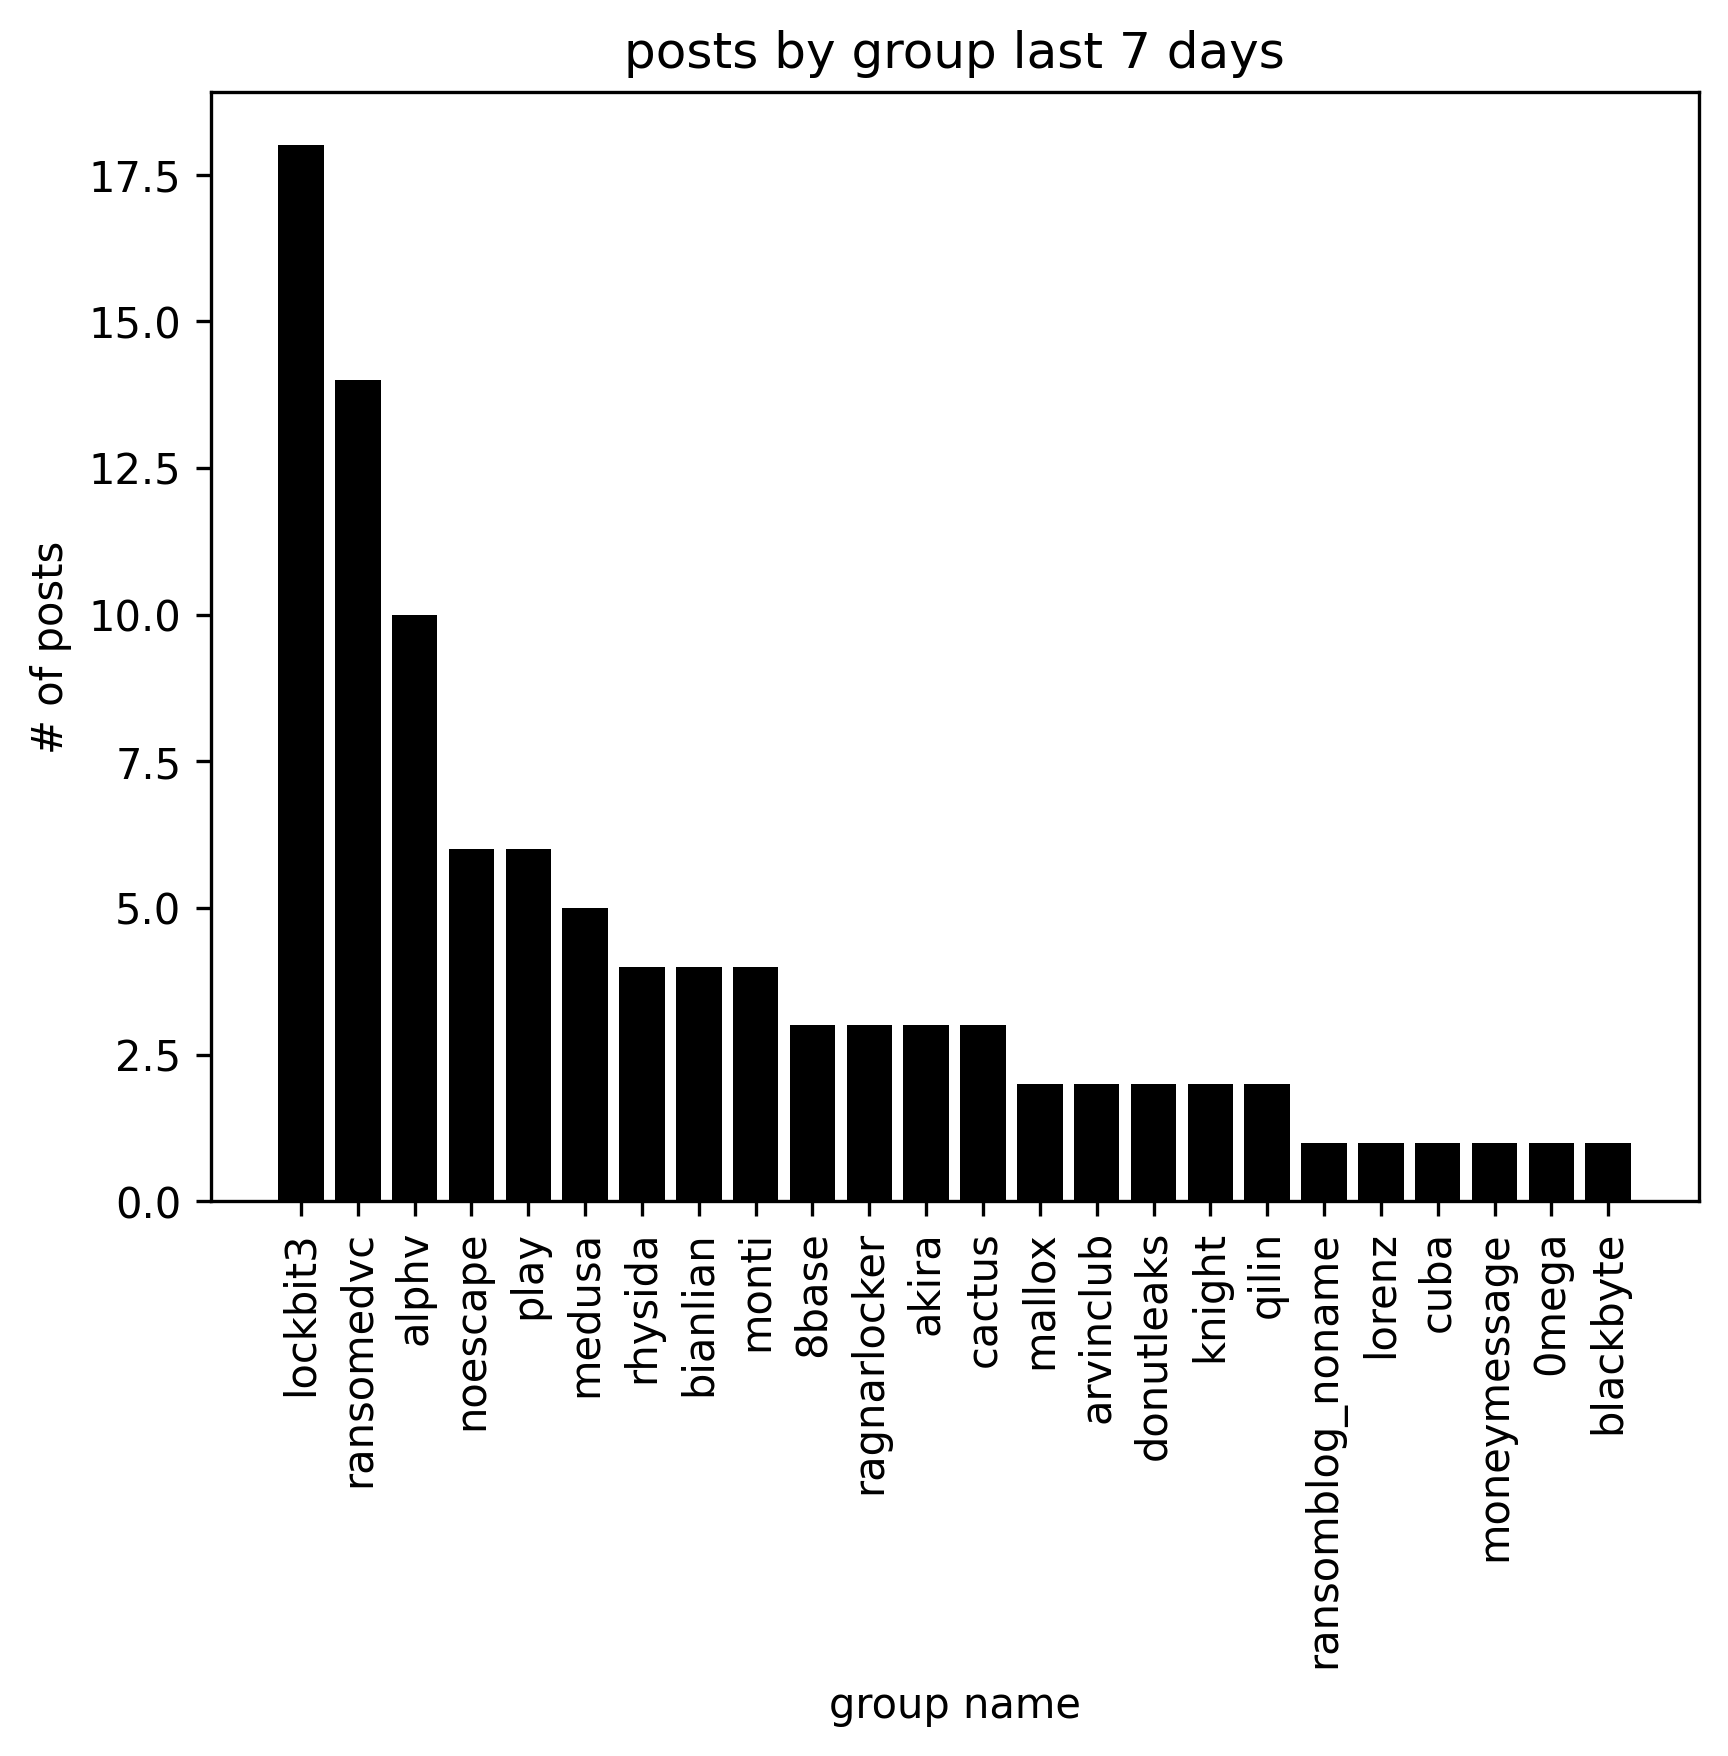 posts by group last 7 days
# of posts
17.5
15.0
12.5
10.0
7.5
5.0
2.5
0.0
lockbit3
ransomedvc
alphv
noescape
play
medusa
rhysida
bianlian
monti
8base
ragnarlocker
akira
cactus
mallox
arvinclub
donutleaks
knight
qilin
ransomblog_noname
lorenz
cuba
moneymessage
0mega
blackbyte
group name